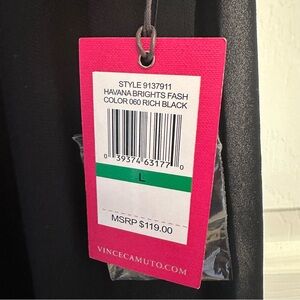 STYLE 9137911
HAVANA BRIGHTS FASH
COLOR 060 RICH BLACK
0 39374 63177 0
L
MSRP $119.00
VINCECAMUTO.COM